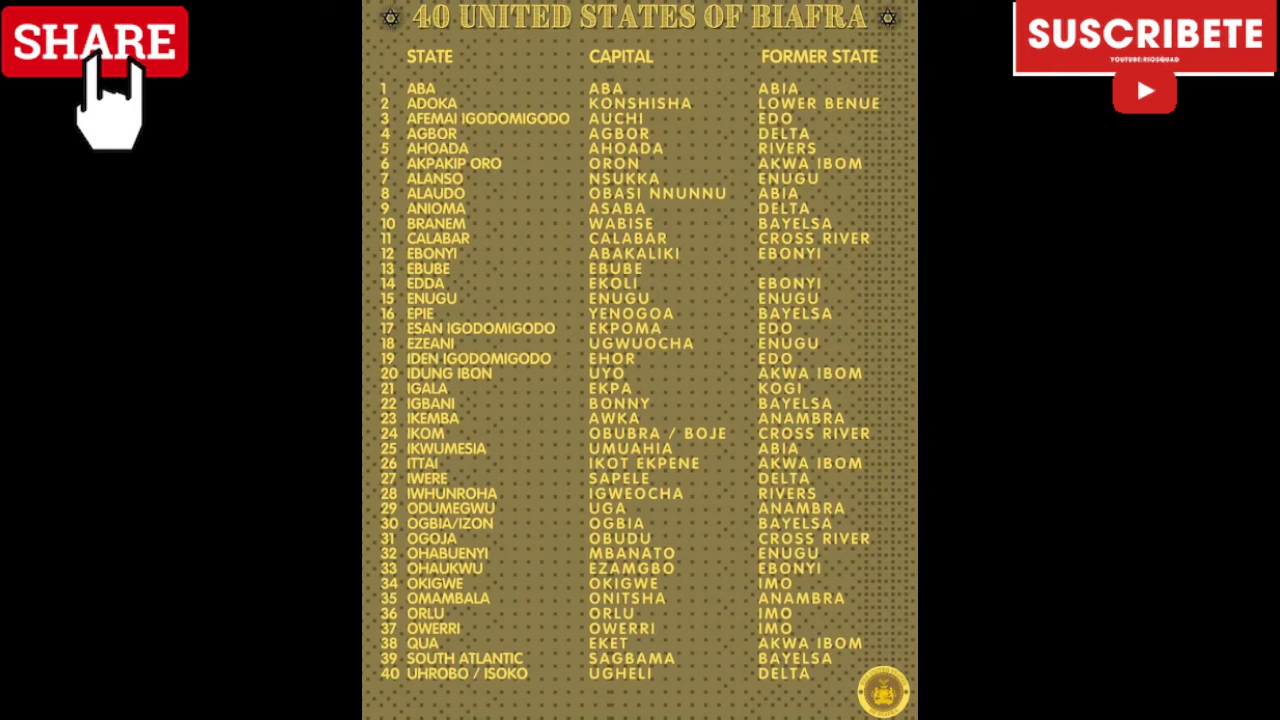 SHARE
40 UNITED STATES OF BIAFRA
SUSCRIBETE
YOUTUBE:RIOSQUAD
STATE CAPITAL FORMER STATE
1 ABA ABA ABIA
2 ADOKA KONSHISHA LOWER BENUE
3 AFEMAI IGODOMIGODO AUCHI EDO
4 AGBOR AGBOR DELTA
5 AHOADA AHOADA RIVERS
6 AKPAKIP ORO ORON AKWA IBOM
7 ALANSO NSUKKA ENUGU
8 ALAUDO OBASI NNUNNU ABIA
9 ANIOMA ASABA DELTA
10 BRANEM WABISE BAYELSA
11 CALABAR CALABAR CROSS RIVER
12 EBONYI ABAKALIKI EBONYI
13 EBUBE EBUBE
14 EDDA EKOLI EBONYI
15 ENUGU ENUGU ENUGU
16 EPIE YENOGOA BAYELSA
17 ESAN IGODOMIGODO EKPOMA EDO
18 EZEANI UGWUOCHA ENUGU
19 IDEN IGODOMIGODO EHOR EDO
20 IDUNG IBON UYO AKWA IBOM
21 IGALA EKPA KOGI
22 IGBANI BONNY BAYELSA
23 IKEMBA AWKA ANAMBRA
24 IKOM OBUBRA / BOJE CROSS RIVER
25 IKWUMESIA UMUAHIA ABIA
26 ITTAI IKOT EKPENE AKWA IBOM
27 IWERE SAPELE DELTA
28 IWHUNROHA IGWEOCHA RIVERS
29 ODUMEGWU UGA ANAMBRA
30 OGBIA/IZON OGBIA BAYELSA
31 OGOJA OBUDU CROSS RIVER
32 OHABUENYI MBANATO ENUGU
33 OHAUKWU EZAMGBO EBONYI
34 OKIGWE OKIGWE IMO
35 OMAMBALA ONITSHA ANAMBRA
36 ORLU ORLU IMO
37 OWERRI OWERRI IMO
38 QUA EKET AKWA IBOM
39 SOUTH ATLANTIC SAGBAMA BAYELSA
40 UHROBO / ISOKO UGHELI DELTA